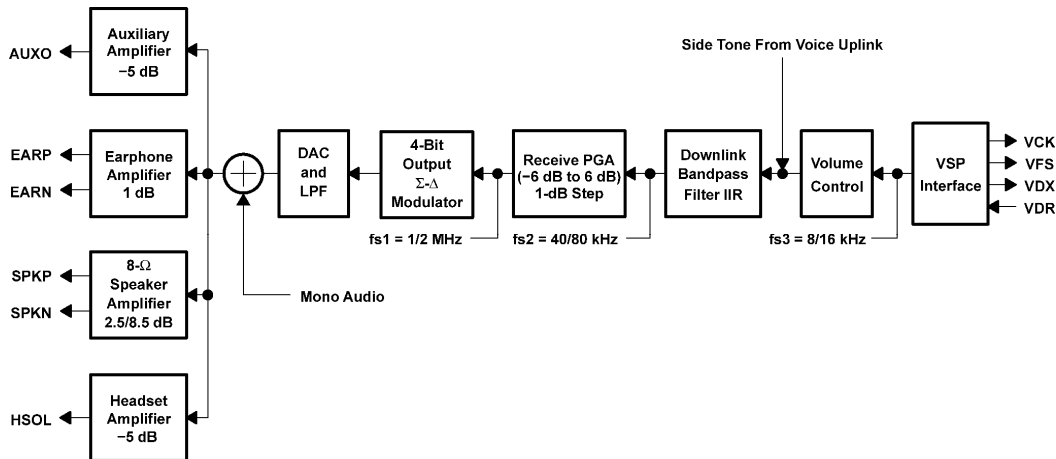 AUXO
Auxiliary
Amplifier
−5 dB
Side Tone From Voice Uplink
EARP
EARN
Earphone
Amplifier
1 dB
DAC
and
LPF
4-Bit
Output
Σ-Δ
Modulator
Receive PGA
(−6 dB to 6 dB)
1-dB Step
Downlink
Bandpass
Filter IIR
Volume
Control
VSP
Interface
VCK
VFS
VDX
VDR
fs1 = 1/2 MHz
fs2 = 40/80 kHz
fs3 = 8/16 kHz
SPKP
SPKN
8-Ω
Speaker
Amplifier
2.5/8.5 dB
Mono Audio
HSOL
Headset
Amplifier
−5 dB